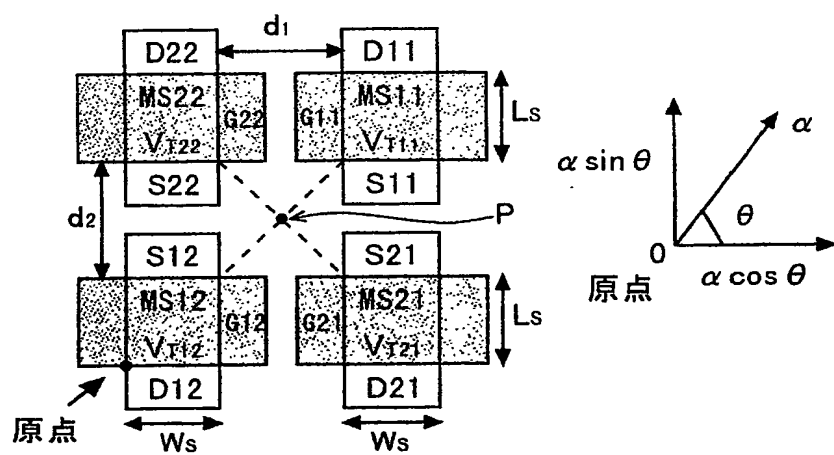 d1
D22 D11
MS22 G22 G11 MS11 Ls
VT22 VT11
S22 S11
d2 P
S12 S21
MS12 G12 G21 MS21 Ls
VT12 VT21
D12 D21
原点
Ws Ws
α
α sin θ
θ
0
原点 α cos θ